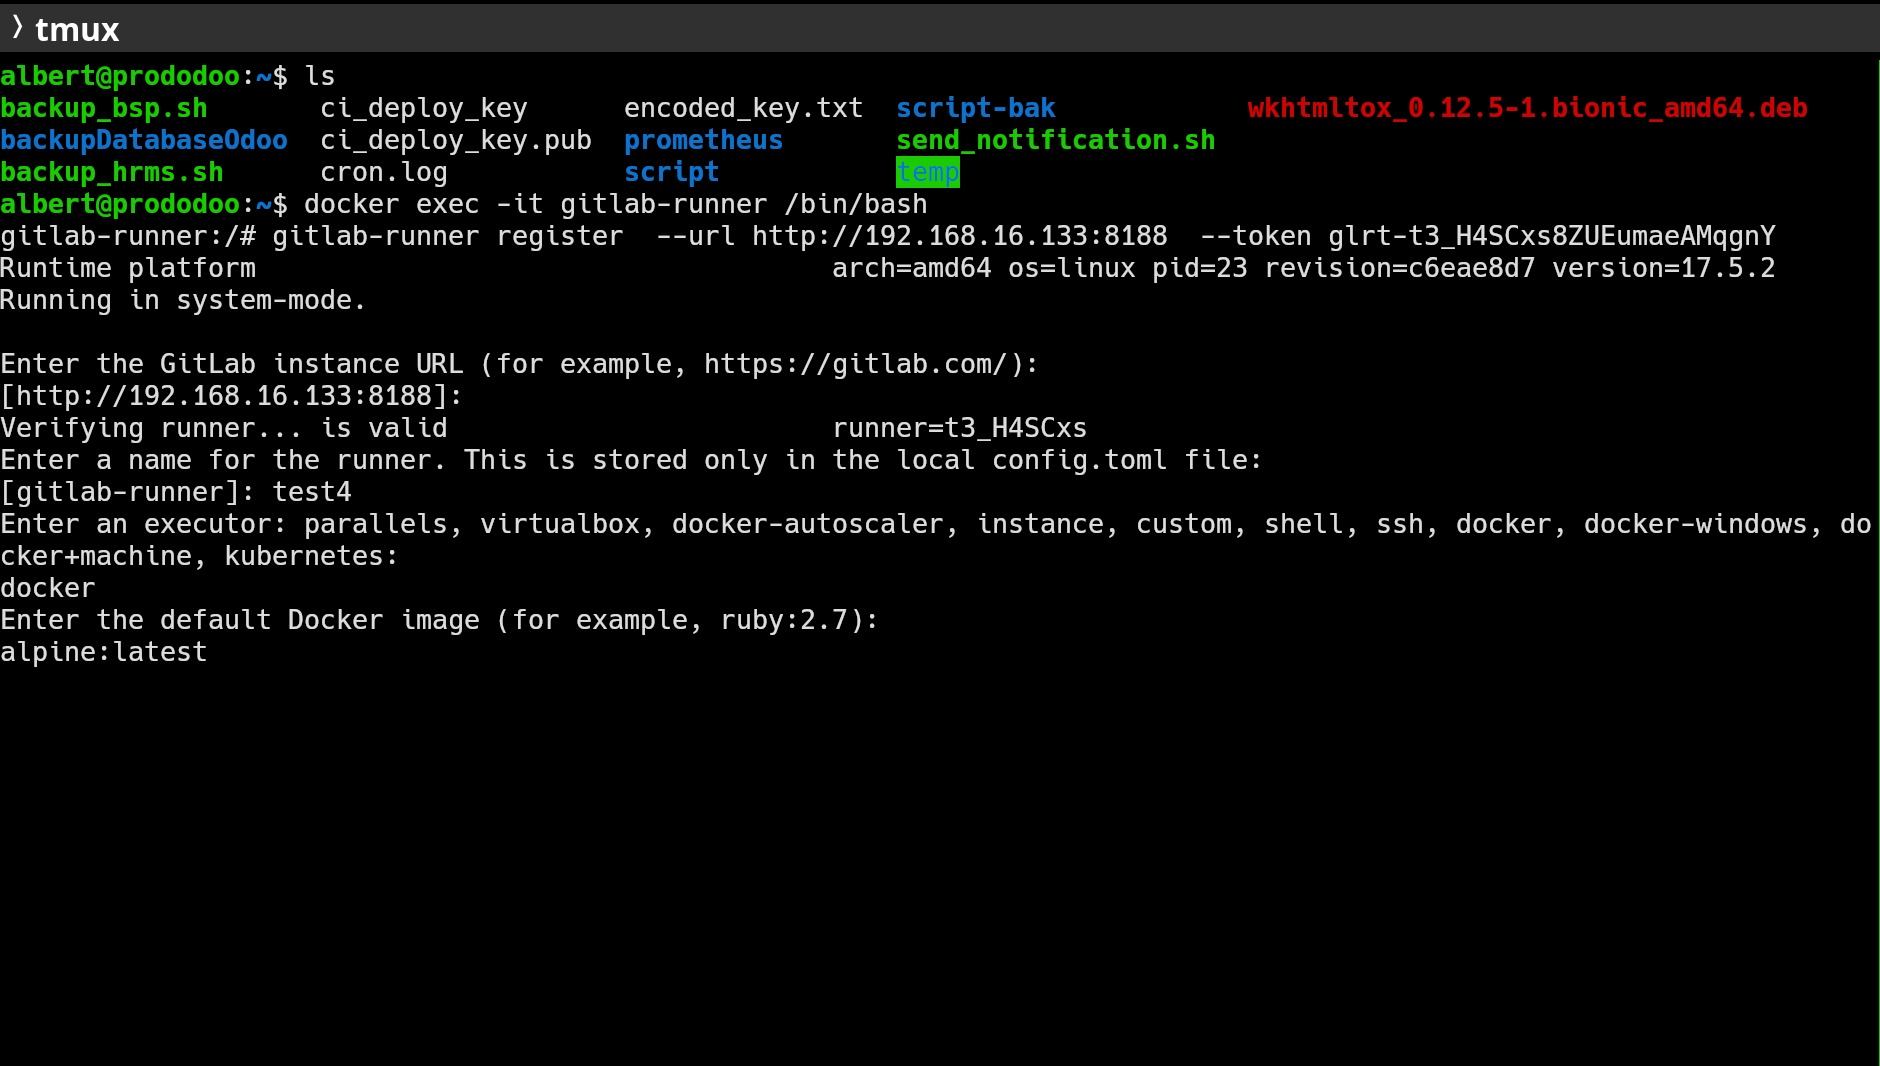 〉tmux
albert@prododoo:~$ ls
backup_bsp.sh       ci_deploy_key      encoded_key.txt  script-bak            wkhtmltox_0.12.5-1.bionic_amd64.deb
backupDatabaseOdoo  ci_deploy_key.pub  prometheus       send_notification.sh
backup_hrms.sh      cron.log           script           temp
albert@prododoo:~$ docker exec -it gitlab-runner /bin/bash
gitlab-runner:/# gitlab-runner register  --url http://192.168.16.133:8188  --token glrt-t3_H4SCxs8ZUEumaeAMqgnY
Runtime platform                                    arch=amd64 os=linux pid=23 revision=c6eae8d7 version=17.5.2
Running in system-mode.
Enter the GitLab instance URL (for example, https://gitlab.com/):
[http://192.168.16.133:8188]:
Verifying runner... is valid                        runner=t3_H4SCxs
Enter a name for the runner. This is stored only in the local config.toml file:
[gitlab-runner]: test4
Enter an executor: parallels, virtualbox, docker-autoscaler, instance, custom, shell, ssh, docker, docker-windows, do
cker+machine, kubernetes:
docker
Enter the default Docker image (for example, ruby:2.7):
alpine:latest